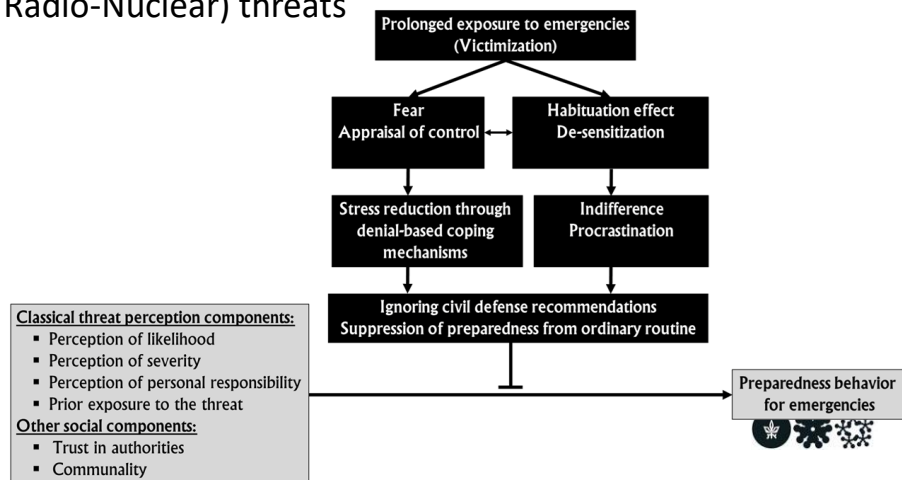 Radio-Nuclear) threats
Prolonged exposure to emergencies
(Victimization)
Fear
Appraisal of control
Habituation effect
De-sensitization
Stress reduction through
denial-based coping
mechanisms
Indifference
Procrastination
Ignoring civil defense recommendations
Suppression of preparedness from ordinary routine
Classical threat perception components:
▪ Perception of likelihood
▪ Perception of severity
▪ Perception of personal responsibility
▪ Prior exposure to the threat
Other social components:
▪ Trust in authorities
▪ Communality
Preparedness behavior
for emergencies